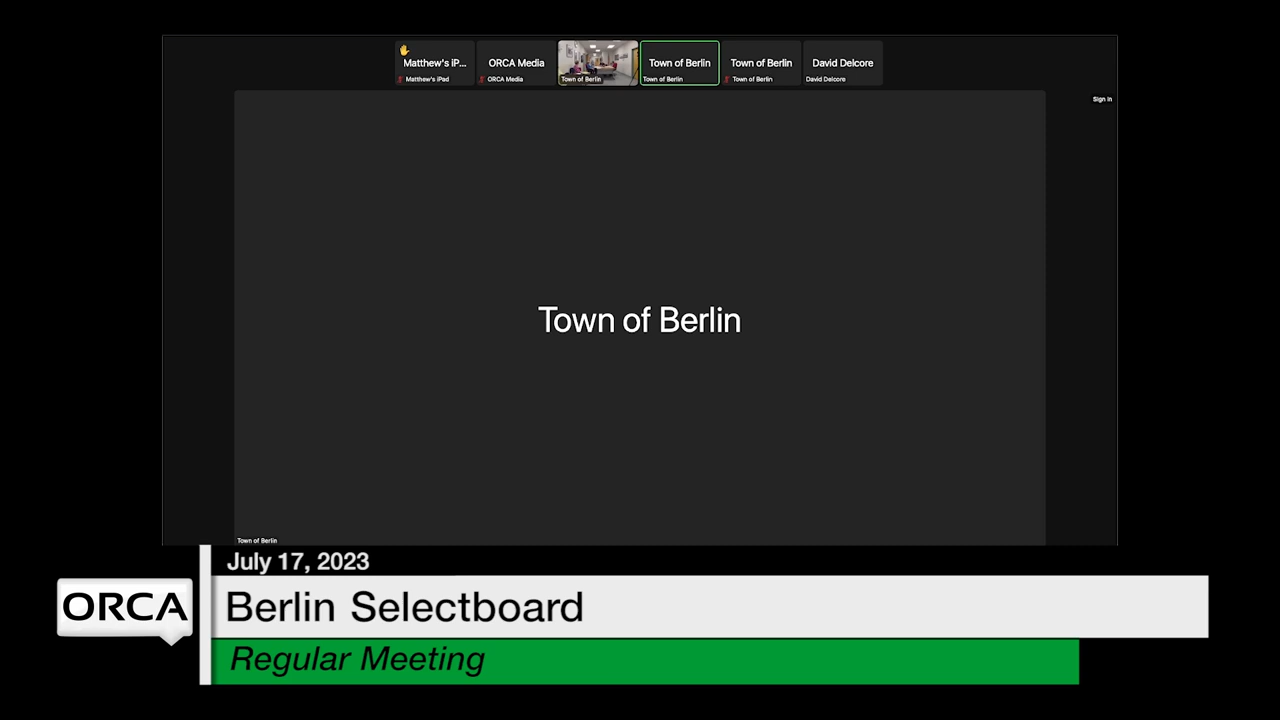 Matthew's iP...
Matthew's iPad
ORCA Media
ORCA Media
Town of Berlin
Town of Berlin
Town of Berlin
Town of Berlin
Town of Berlin
David Delcore
David Delcore
Sign in
Town of Berlin
Town of Berlin
July 17, 2023
ORCA
Berlin Selectboard
Regular Meeting